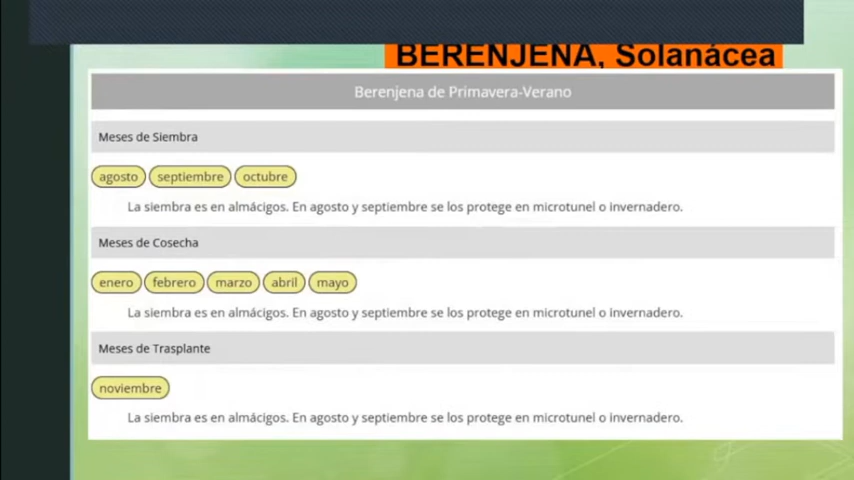 BERENJENA, Solanácea
Berenjena de Primavera-Verano
Meses de Siembra
agosto septiembre octubre
La siembra es en almácigos. En agosto y septiembre se los protege en microtunel o invernadero.
Meses de Cosecha
enero febrero marzo abril mayo
La siembra es en almácigos. En agosto y septiembre se los protege en microtunel o invernadero.
Meses de Trasplante
noviembre
La siembra es en almácigos. En agosto y septiembre se los protege en microtunel o invernadero.